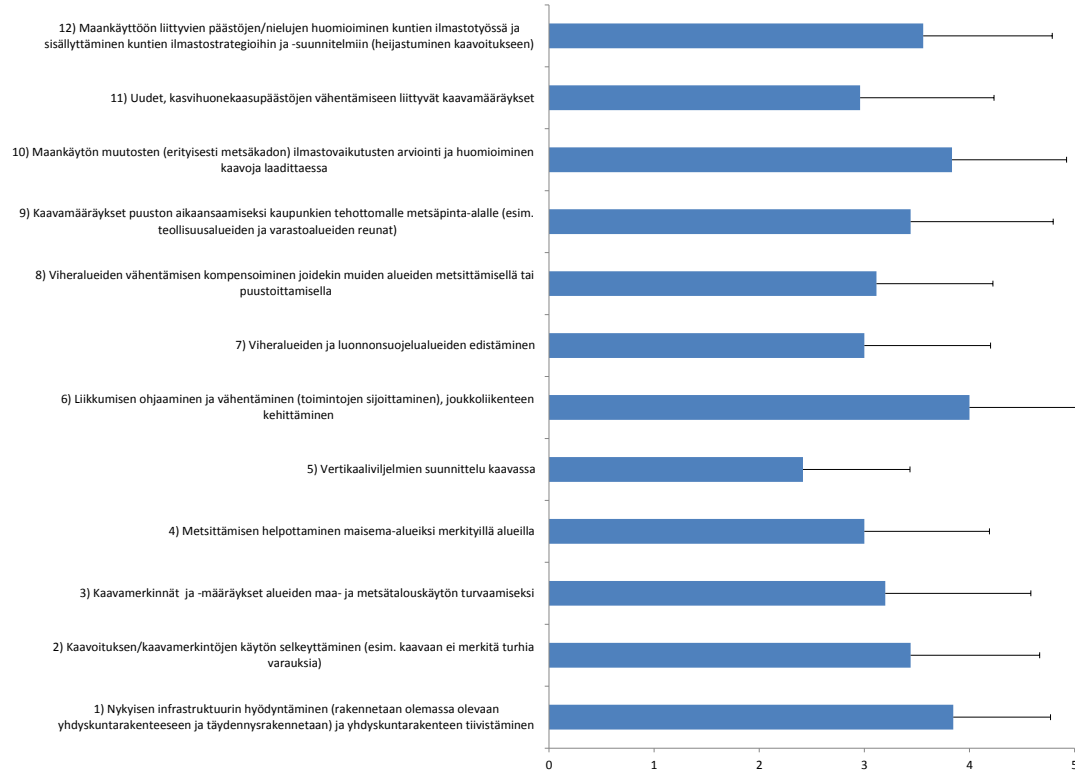 12) Maankäyttöön liittyvien päästöjen/nielujen huomioiminen kuntien ilmastotyössä ja
sisällyttäminen kuntien ilmastostrategioihin ja -suunnitelmiin (heijastuminen kaavoitukseen)
11) Uudet, kasvihuonekaasupäästöjen vähentämiseen liittyvät kaavamääräykset
10) Maankäytön muutosten (erityisesti metsäkadon) ilmastovaikutusten arviointi ja huomioiminen
kaavoja laadittaessa
9) Kaavamääräykset puuston aikaansaamiseksi kaupunkien tehottomalle metsäpinta-alalle (esim.
teollisuusalueiden ja varastoalueiden reunat)
8) Viheralueiden vähentämisen kompensoiminen joidekin muiden alueiden metsittämisellä tai
puustoittamisella
7) Viheralueiden ja luonnonsuojelualueiden edistäminen
6) Liikkumisen ohjaaminen ja vähentäminen (toimintojen sijoittaminen), joukkoliikenteen
kehittäminen
5) Vertikaaliviljelmien suunnittelu kaavassa
4) Metsittämisen helpottaminen maisema-alueiksi merkityillä alueilla
3) Kaavamerkinnät ja -määräykset alueiden maa- ja metsätalouskäytön turvaamiseksi
2) Kaavoituksen/kaavamerkintöjen käytön selkeyttäminen (esim. kaavaan ei merkitä turhia
varauksia)
1) Nykyisen infrastruktuurin hyödyntäminen (rakennetaan olemassa olevaan
yhdyskuntarakenteeseen ja täydennysrakennetaan) ja yhdyskuntarakenteen tiivistäminen
0 1 2 3 4 5